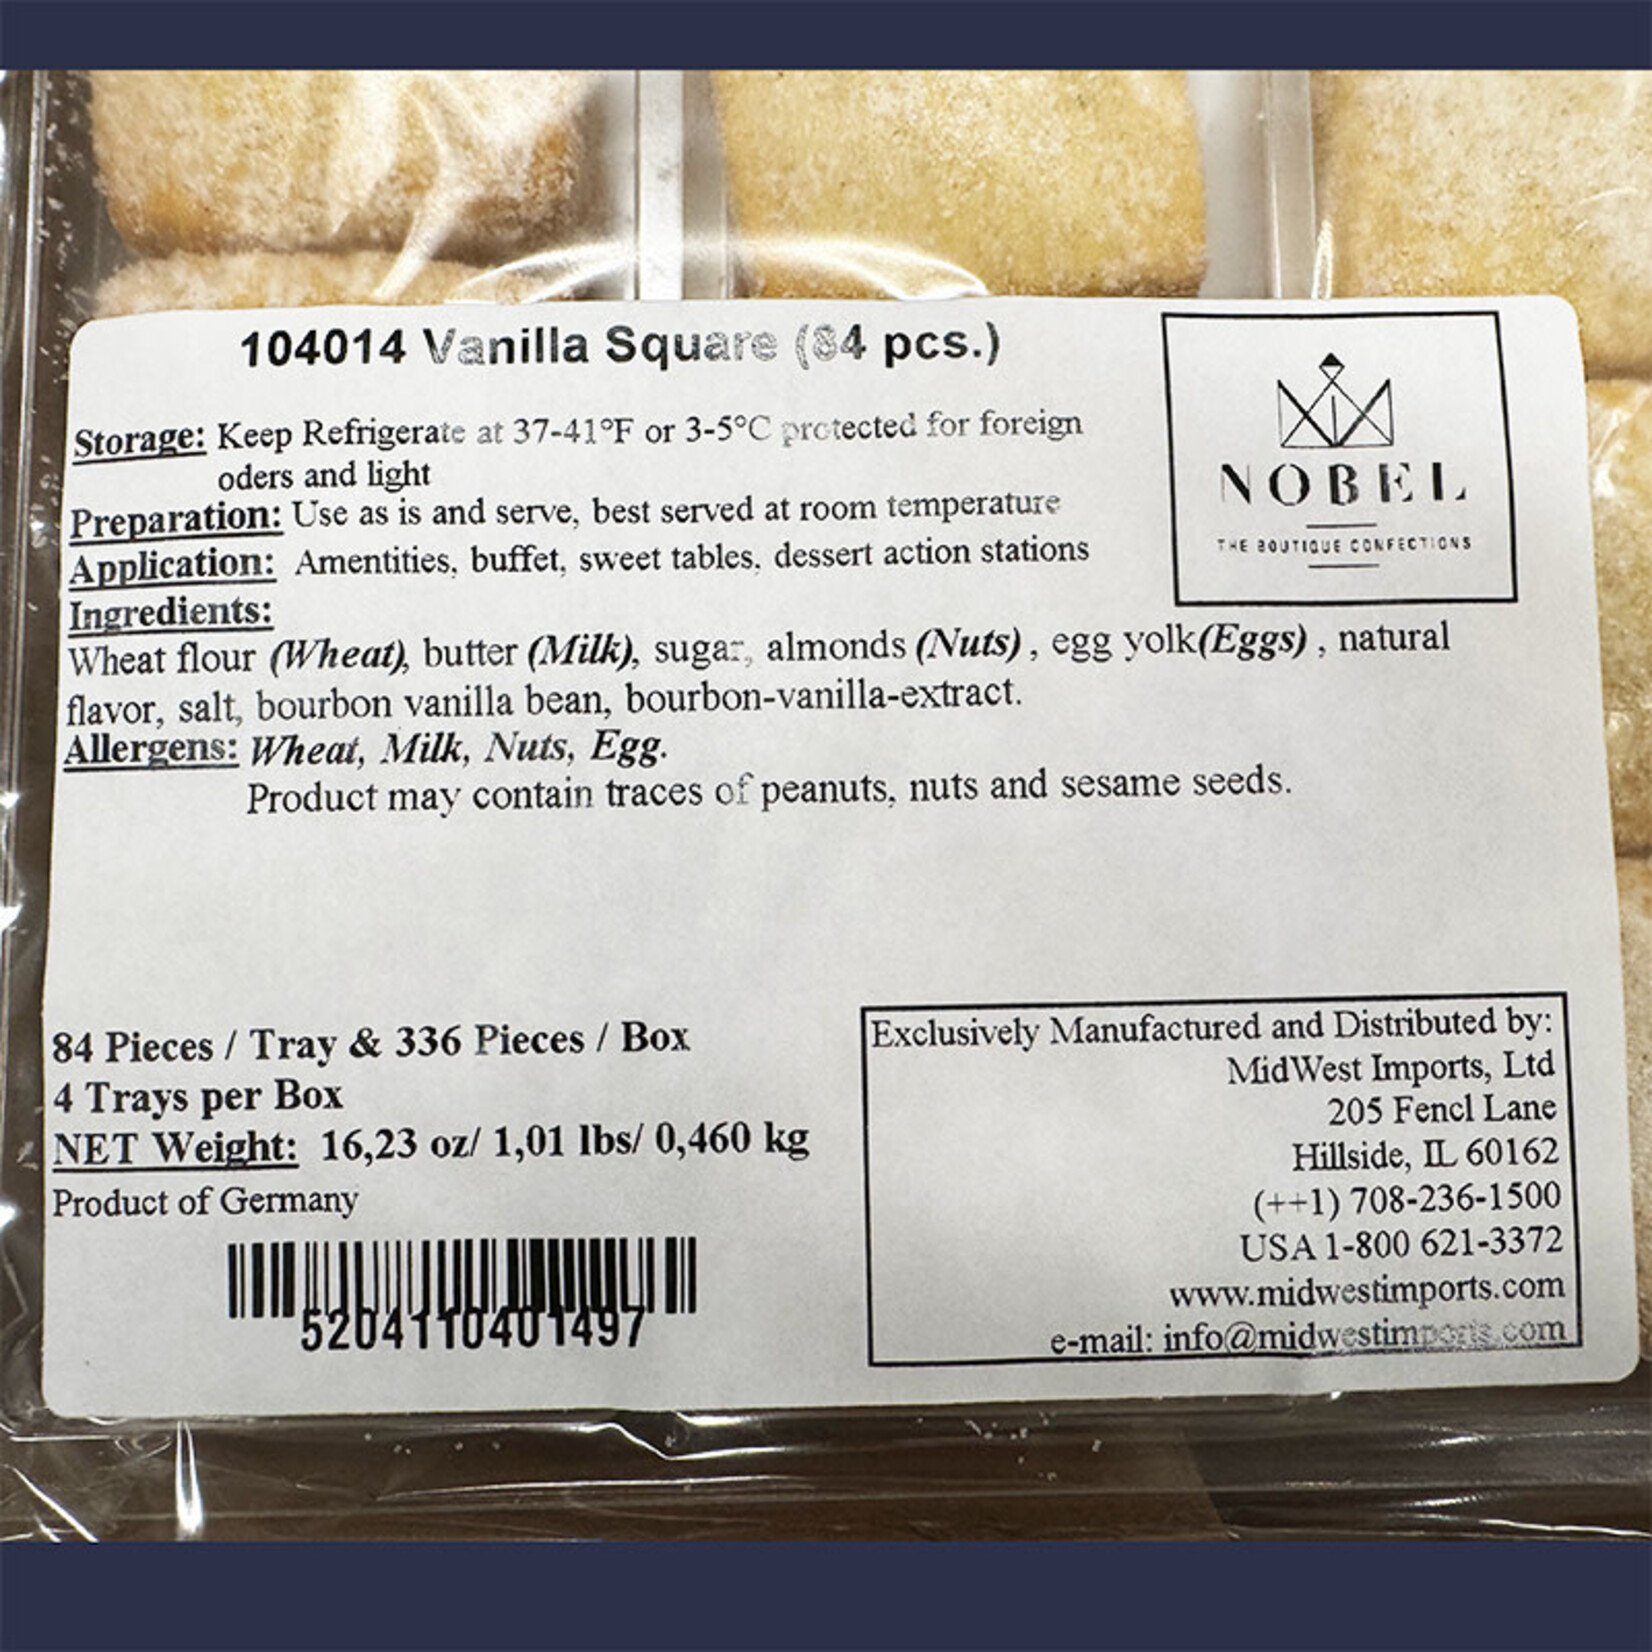 104014 Vanilla Square (84 pcs.)
Storage: Keep Refrigerate at 37-41°F or 3-5°C protected for foreign
oders and light
Preparation: Use as is and serve, best served at room temperature
Application: Amentities, buffet, sweet tables, dessert action stations
Ingredients:
Wheat flour (Wheat), butter (Milk), sugar, almonds (Nuts) , egg yolk(Eggs) , natural
flavor, salt, bourbon vanilla bean, bourbon-vanilla-extract.
Allergens: Wheat, Milk, Nuts, Egg.
Product may contain traces of peanuts, nuts and sesame seeds.
NOBEL
THE BOUTIQUE CONFECTIONS
84 Pieces / Tray & 336 Pieces / Box
4 Trays per Box
NET Weight: 16,23 oz/ 1,01 lbs/ 0,460 kg
Product of Germany
5204110401497
Exclusively Manufactured and Distributed by:
MidWest Imports, Ltd
205 Fencl Lane
Hillside, IL 60162
(++1) 708-236-1500
USA 1-800 621-3372
www.midwestimports.com
e-mail: info@midwestimports.com